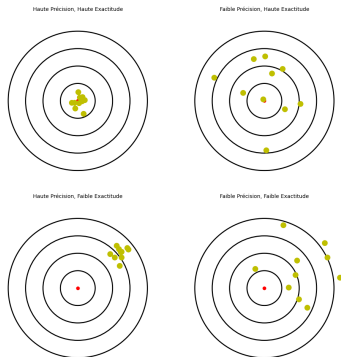 Haute Précision, Haute Exactitude
Faible Précision, Haute Exactitude
Haute Précision, Faible Exactitude
Faible Précision, Faible Exactitude